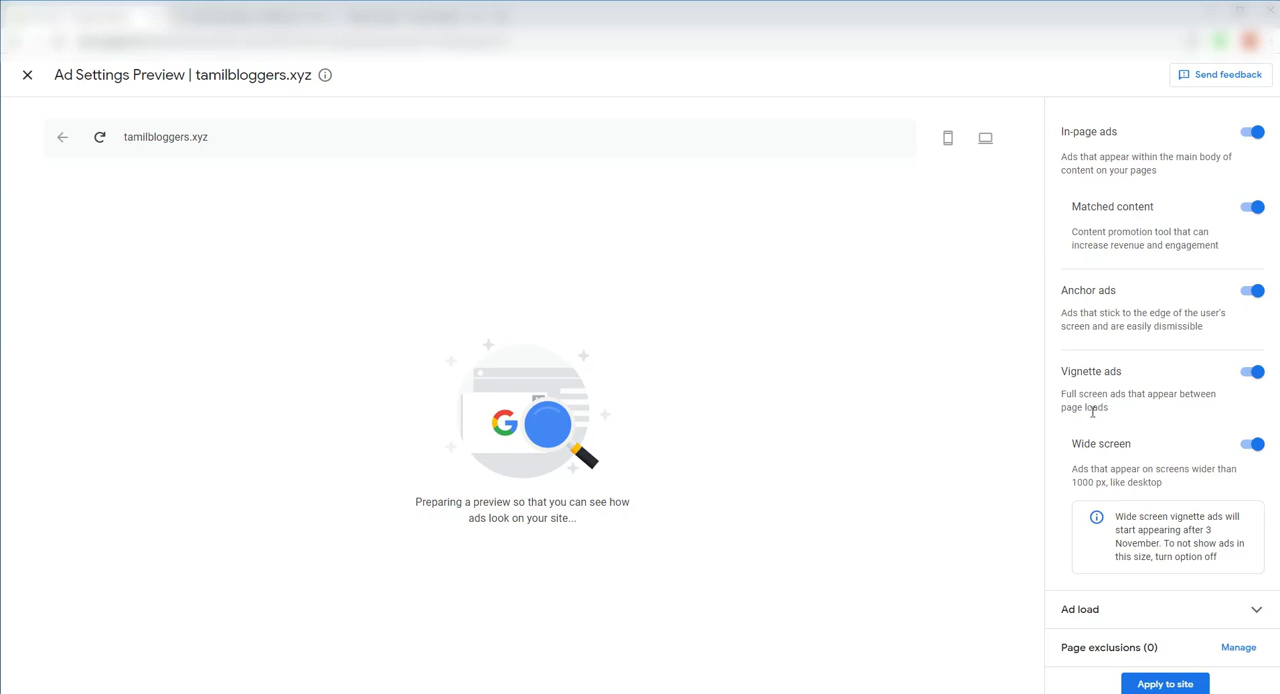 Ad Settings Preview | tamilbloggers.xyz
Send feedback
tamilbloggers.xyz
Preparing a preview so that you can see how
ads look on your site...
In-page ads
Ads that appear within the main body of
content on your pages
Matched content
Content promotion tool that can
increase revenue and engagement
Anchor ads
Ads that stick to the edge of the user's
screen and are easily dismissible
Vignette ads
Full screen ads that appear between
page loads
Wide screen
Ads that appear on screens wider than
1000 px, like desktop
Wide screen vignette ads will
start appearing after 3
November. To not show ads in
this size, turn option off
Ad load
Page exclusions (0)
Manage
Apply to site